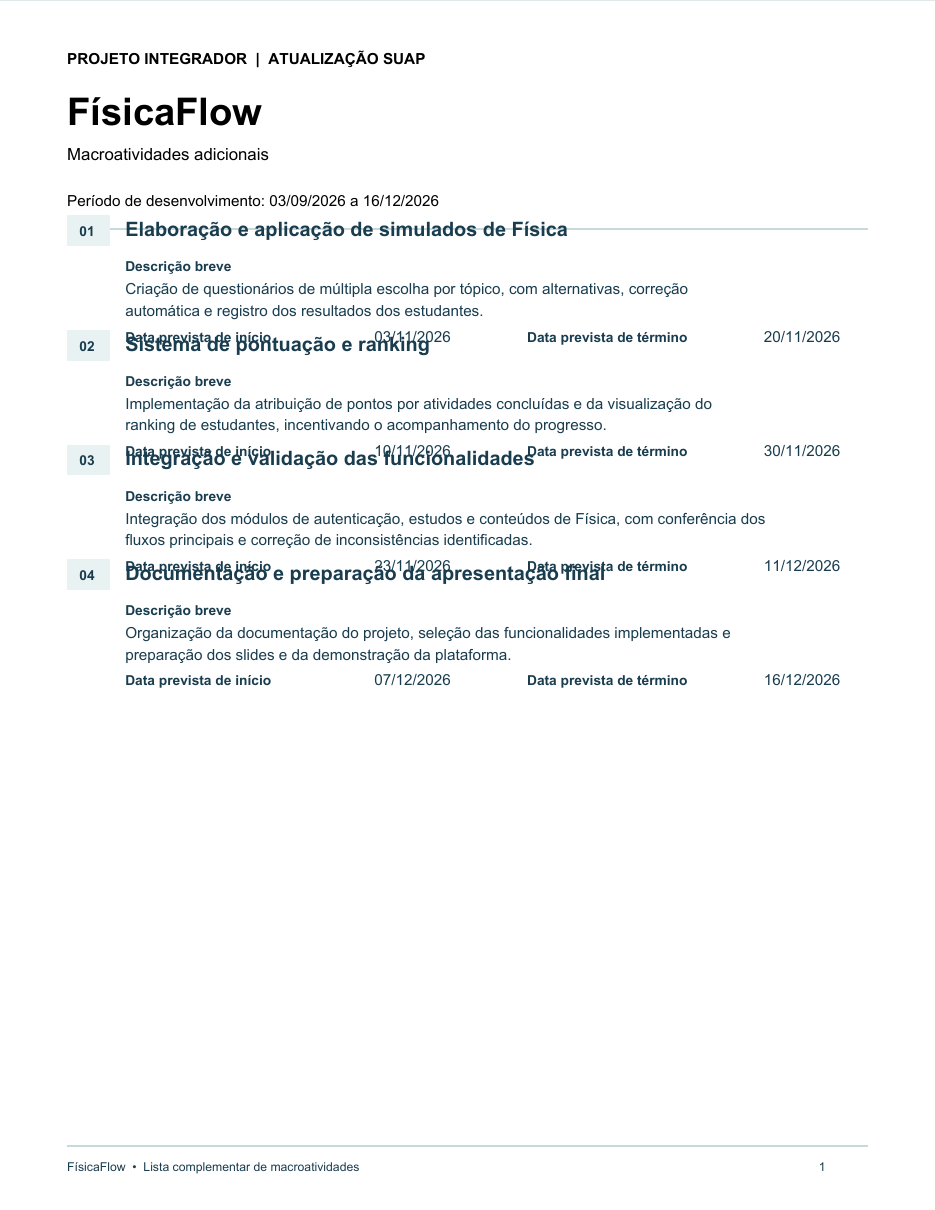 PROJETO INTEGRADOR | ATUALIZAÇÃO SUAP
FísicaFlow
Macroatividades adicionais
Período de desenvolvimento: 03/09/2026 a 16/12/2026
01 Elaboração e aplicação de simulados de Física
Descrição breve
Criação de questionários de múltipla escolha por tópico, com alternativas, correção
automática e registro dos resultados dos estudantes.
Data prevista de início 03/11/2026 Data prevista de término 20/11/2026
02 Sistema de pontuação e ranking
Descrição breve
Implementação da atribuição de pontos por atividades concluídas e da visualização do
ranking de estudantes, incentivando o acompanhamento do progresso.
Data prevista de início 10/11/2026 Data prevista de término 30/11/2026
03 Integração e validação das funcionalidades
Descrição breve
Integração dos módulos de autenticação, estudos e conteúdos de Física, com conferência dos
fluxos principais e correção de inconsistências identificadas.
Data prevista de início 23/11/2026 Data prevista de término 11/12/2026
04 Documentação e preparação da apresentação final
Descrição breve
Organização da documentação do projeto, seleção das funcionalidades implementadas e
preparação dos slides e da demonstração da plataforma.
Data prevista de início 07/12/2026 Data prevista de término 16/12/2026
FísicaFlow • Lista complementar de macroatividades 1